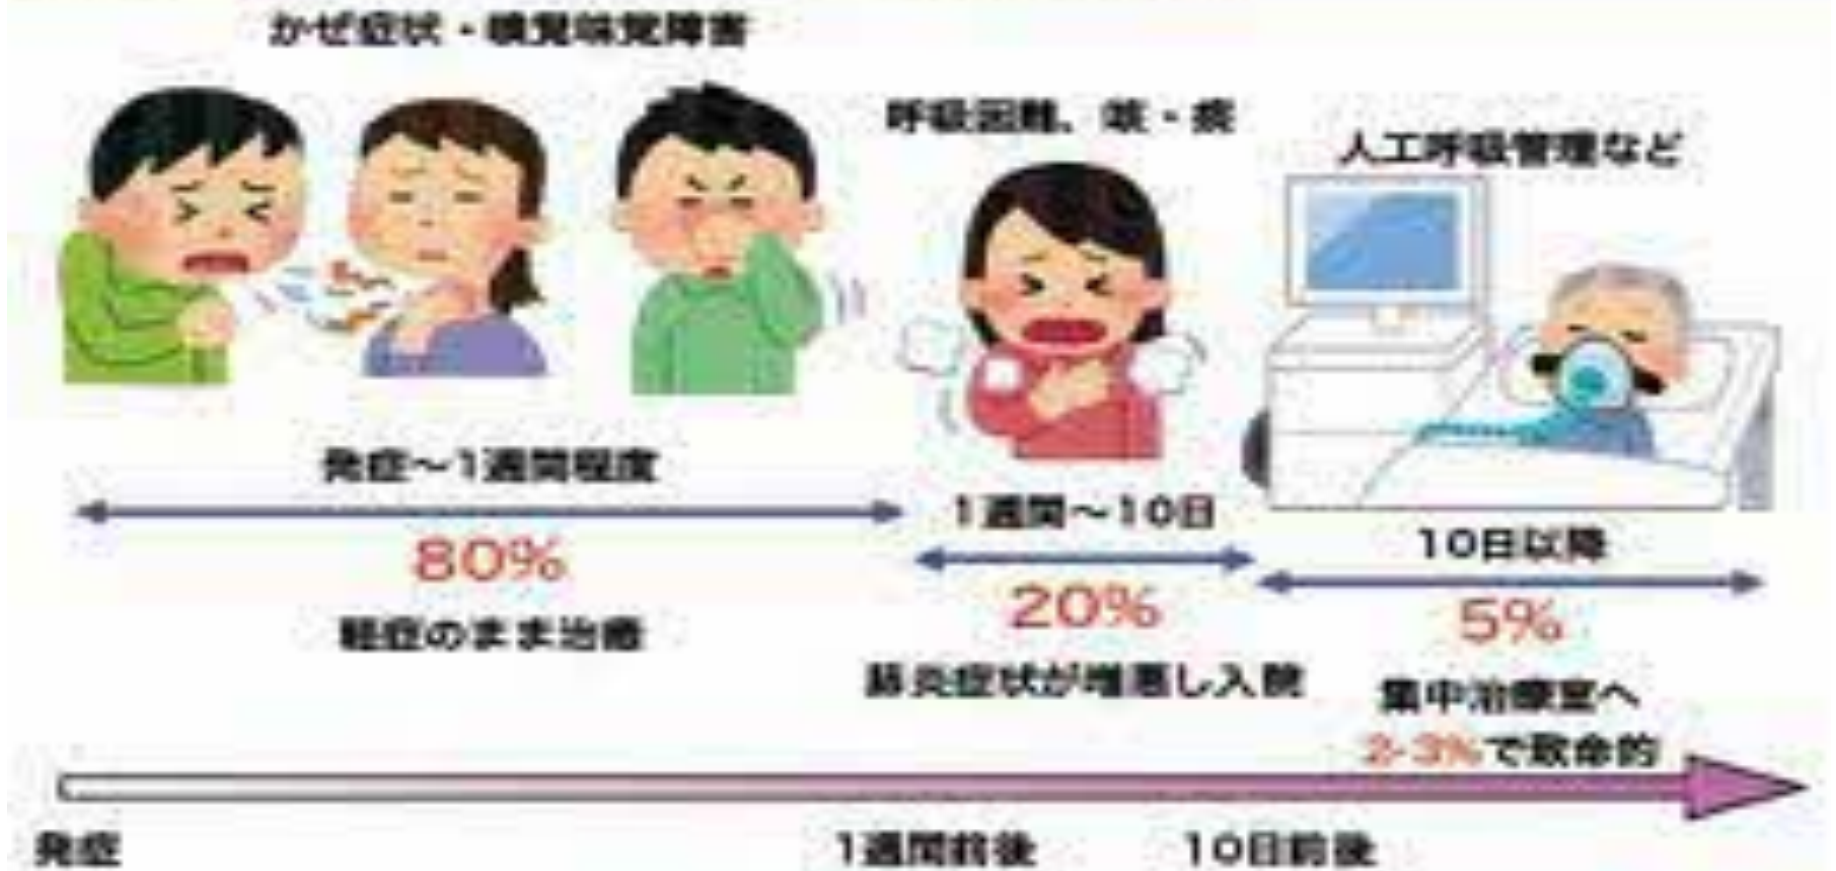 かぜ症状・嗅覚味覚障害
呼吸困難、咳・痰
人工呼吸管理など
発症～1週間程度
80%
軽症のまま治癒
1週間～10日
20%
肺炎症状が増悪し入院
10日以降
5%
集中治療室へ
2-3%で致命的
発症
1週間前後
10日前後